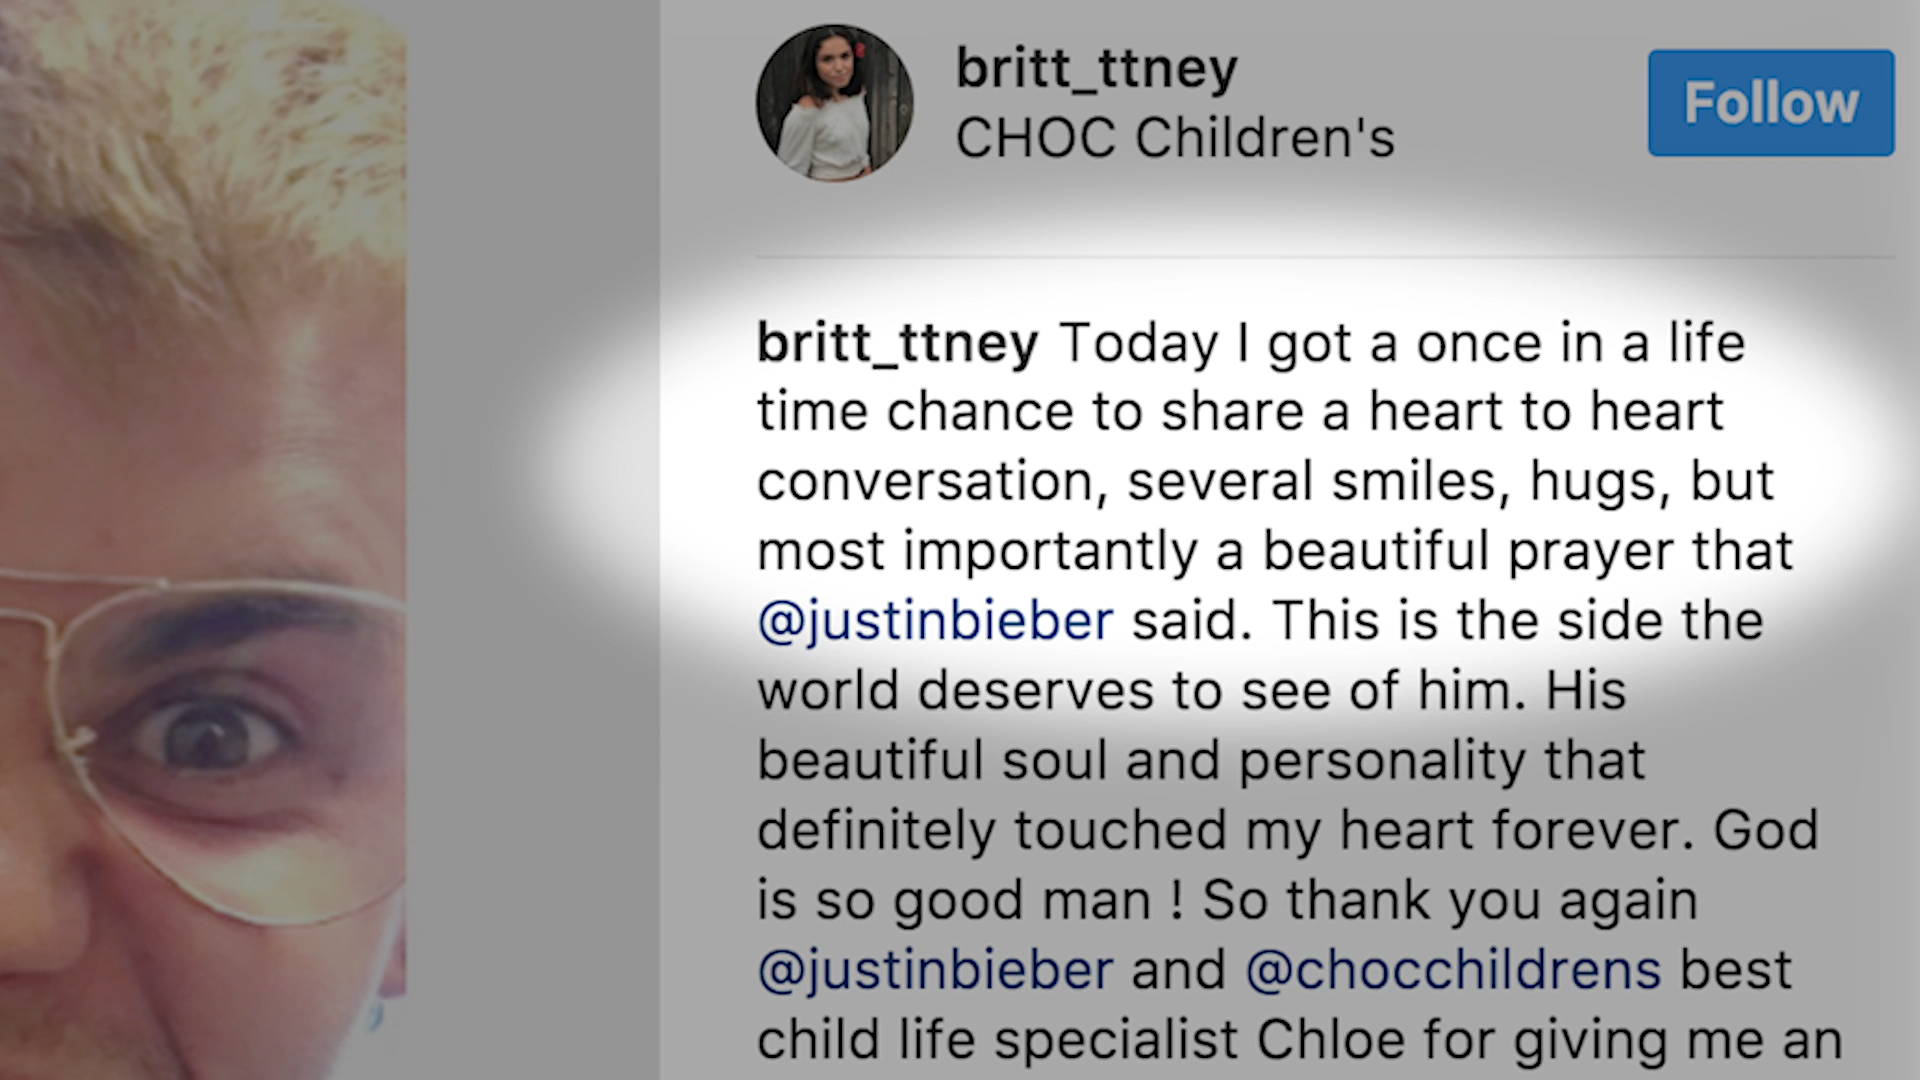 britt_ttney
CHOC Children's
Follow
britt_ttney Today I got a once in a life
time chance to share a heart to heart
conversation, several smiles, hugs, but
most importantly a beautiful prayer that
@justinbieber said. This is the side the
world deserves to see of him. His
beautiful soul and personality that
definitely touched my heart forever. God
is so good man ! So thank you again
@justinbieber and @chocchildrens best
child life specialist Chloe for giving me an